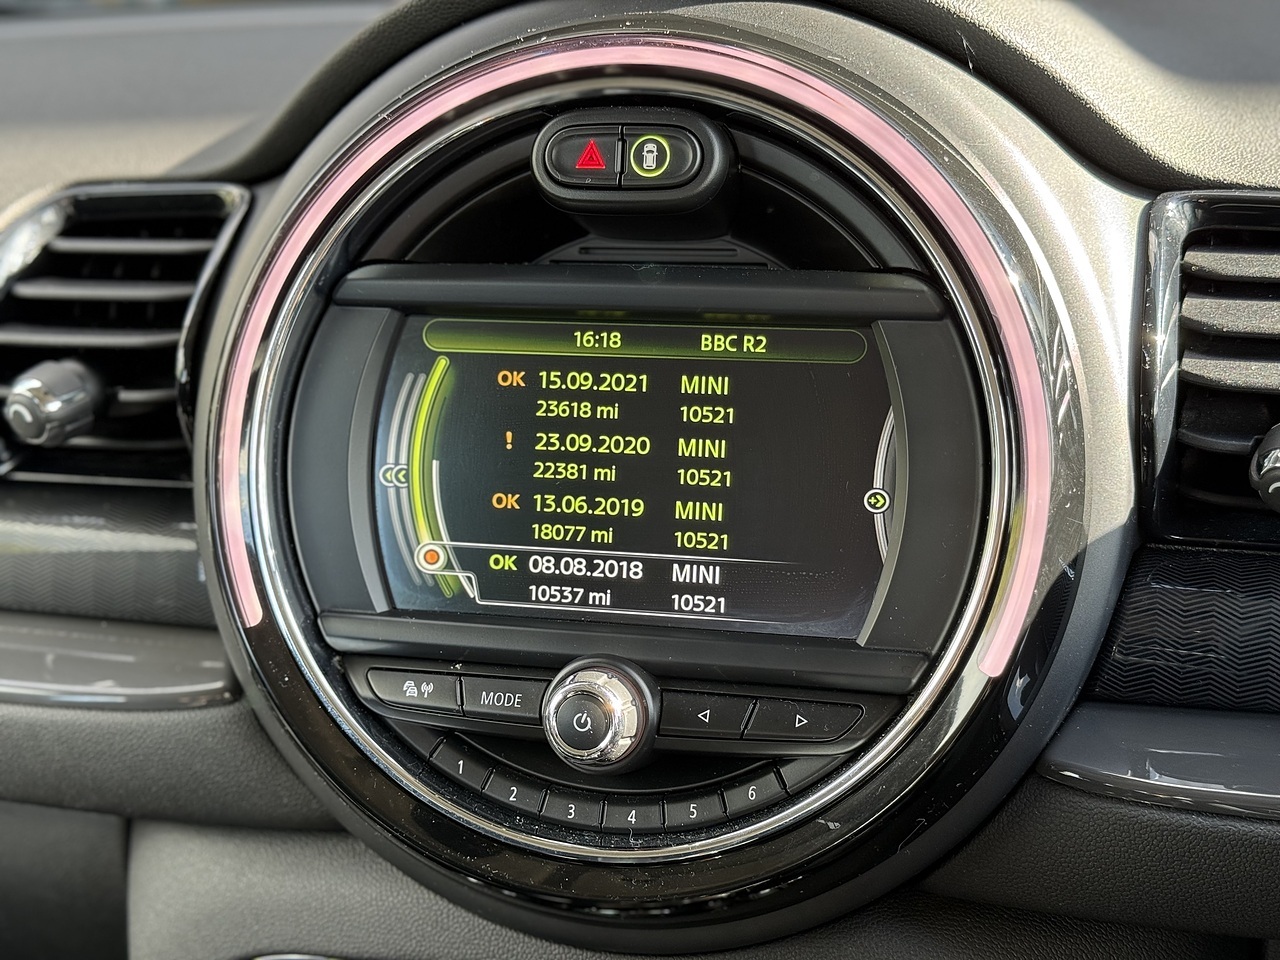 16:18 BBC R2
OK 15.09.2021 MINI
23618 mi 10521
! 23.09.2020 MINI
22381 mi 10521
OK 13.06.2019 MINI
18077 mi 10521
OK 08.08.2018 MINI
10537 mi 10521
MODE
1 2 3 4 5 6